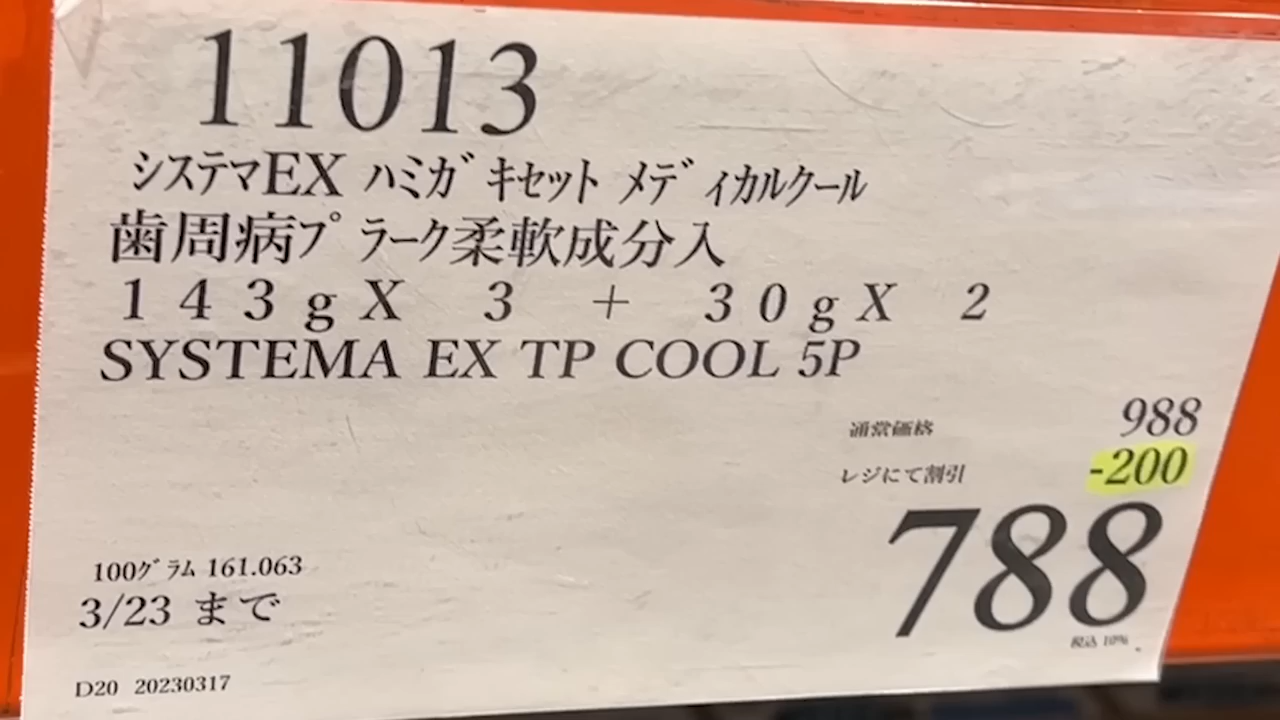 11013
システマEX ハミガキセット メディカルクール
歯周病プラーク柔軟成分入
143gX 3 + 30gX 2
SYSTEMA EX TP COOL 5P
通常価格 988
レジにて割引 -200
788
税込 10%
100グラム 161.063
3/23 まで
D20 20230317